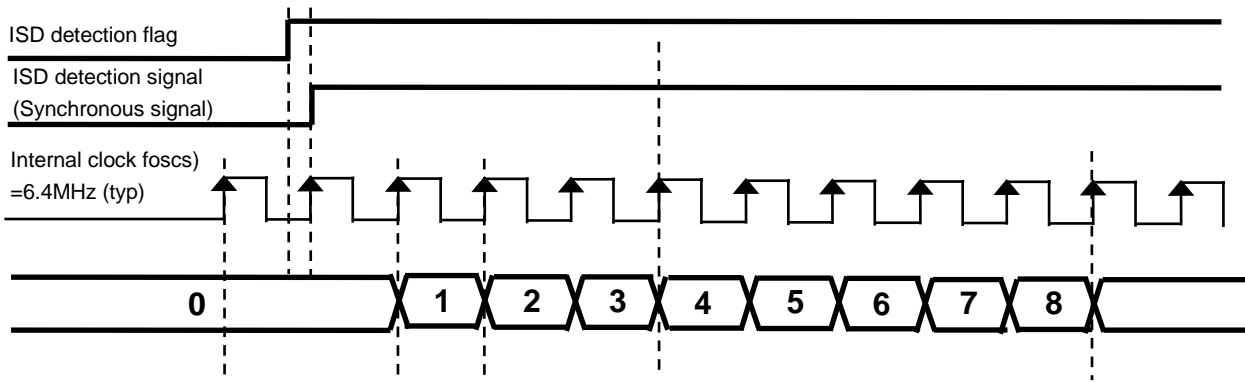 ISD detection flag
ISD detection signal
(Synchronous signal)
Internal clock foscs)
=6.4MHz (typ)
0 1 2 3 4 5 6 7 8